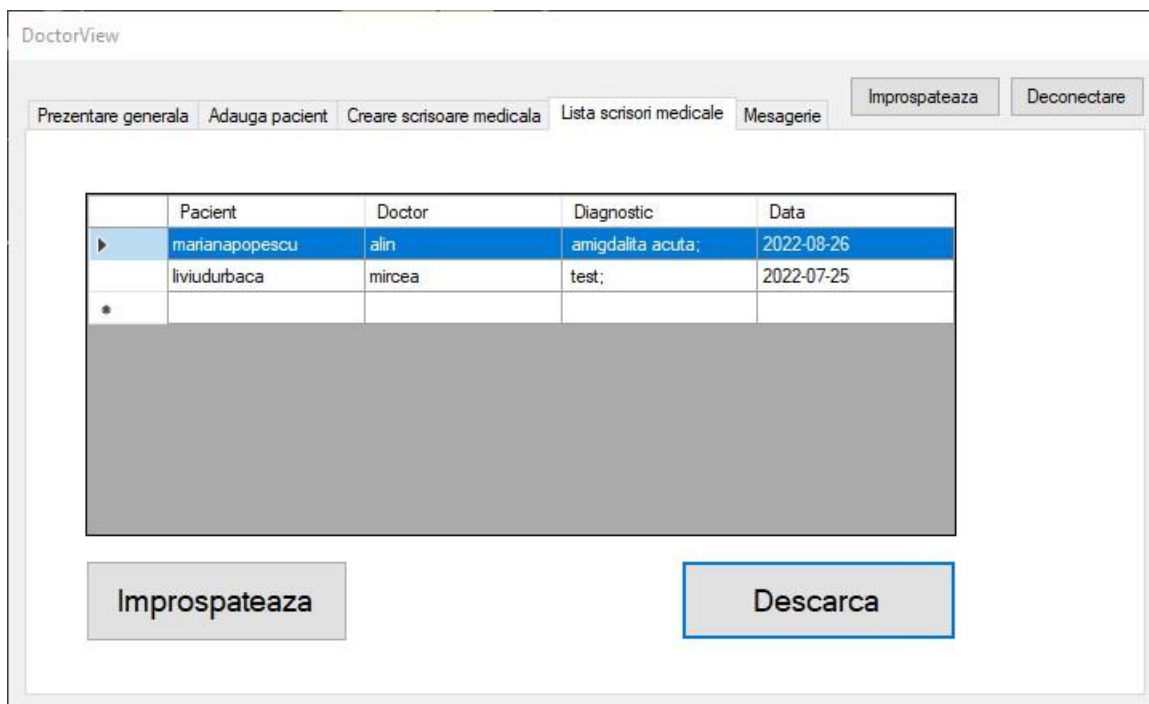 DoctorView
Improspateaza Deconectare
Prezentare generala Adauga pacient Creare scrisoare medicala Lista scrisori medicale Mesagerie
Pacient Doctor Diagnostic Data
marianapopescu alin amigdalita acuta; 2022-08-26
liviudurbaca mircea test; 2022-07-25
Improspateaza Descarca